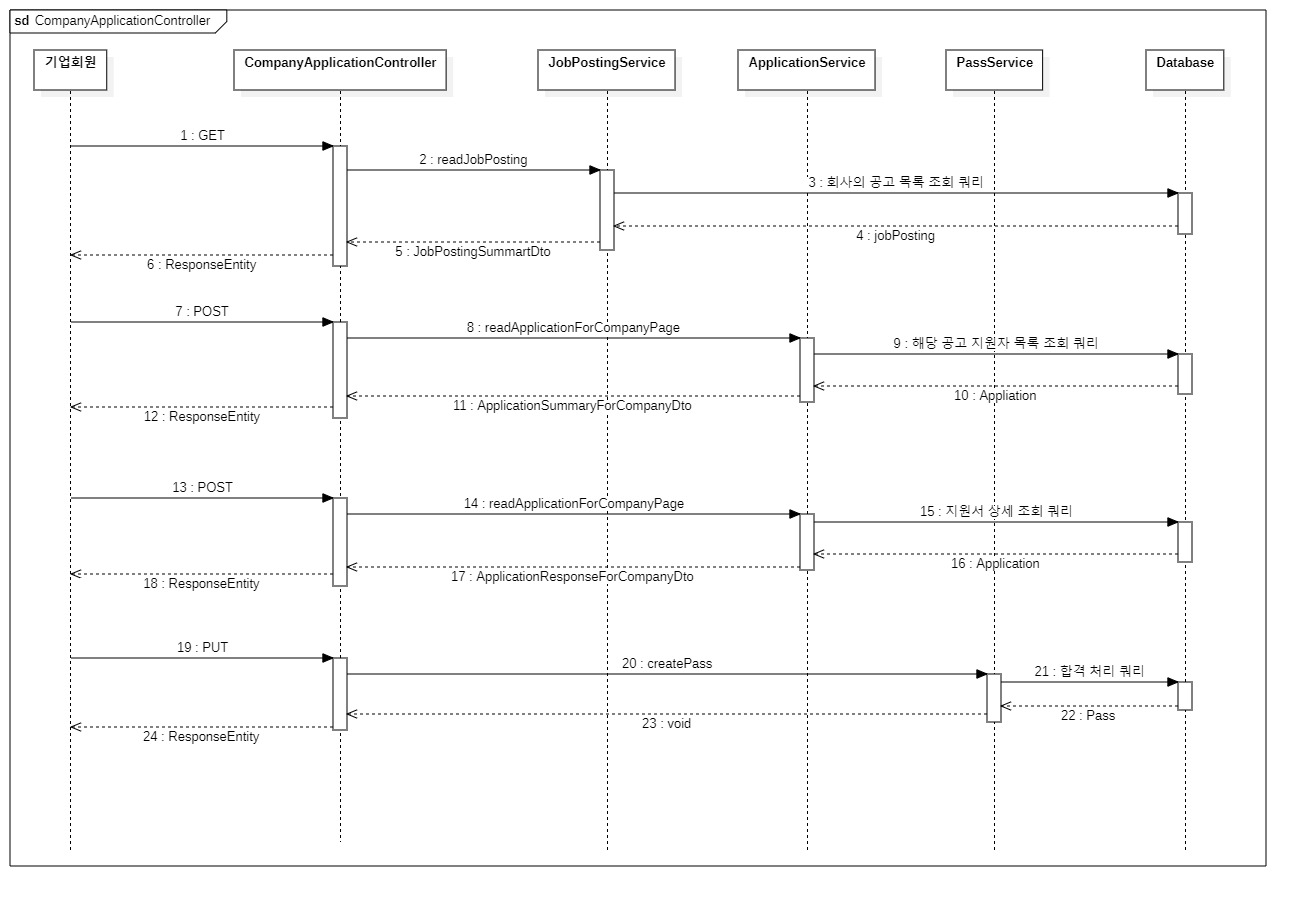 sd CompanyApplicationController
기업회원
CompanyApplicationController
JobPostingService
ApplicationService
PassService
Database
1 : GET
2 : readJobPosting
3 : 회사의 공고 목록 조회 쿼리
4 : jobPosting
5 : JobPostingSummartDto
6 : ResponseEntity
7 : POST
8 : readApplicationForCompanyPage
9 : 해당 공고 지원자 목록 조회 쿼리
10 : Appliation
11 : ApplicationSummaryForCompanyDto
12 : ResponseEntity
13 : POST
14 : readApplicationForCompanyPage
15 : 지원서 상세 조회 쿼리
16 : Application
17 : ApplicationResponseForCompanyDto
18 : ResponseEntity
19 : PUT
20 : createPass
21 : 합격 처리 쿼리
22 : Pass
23 : void
24 : ResponseEntity